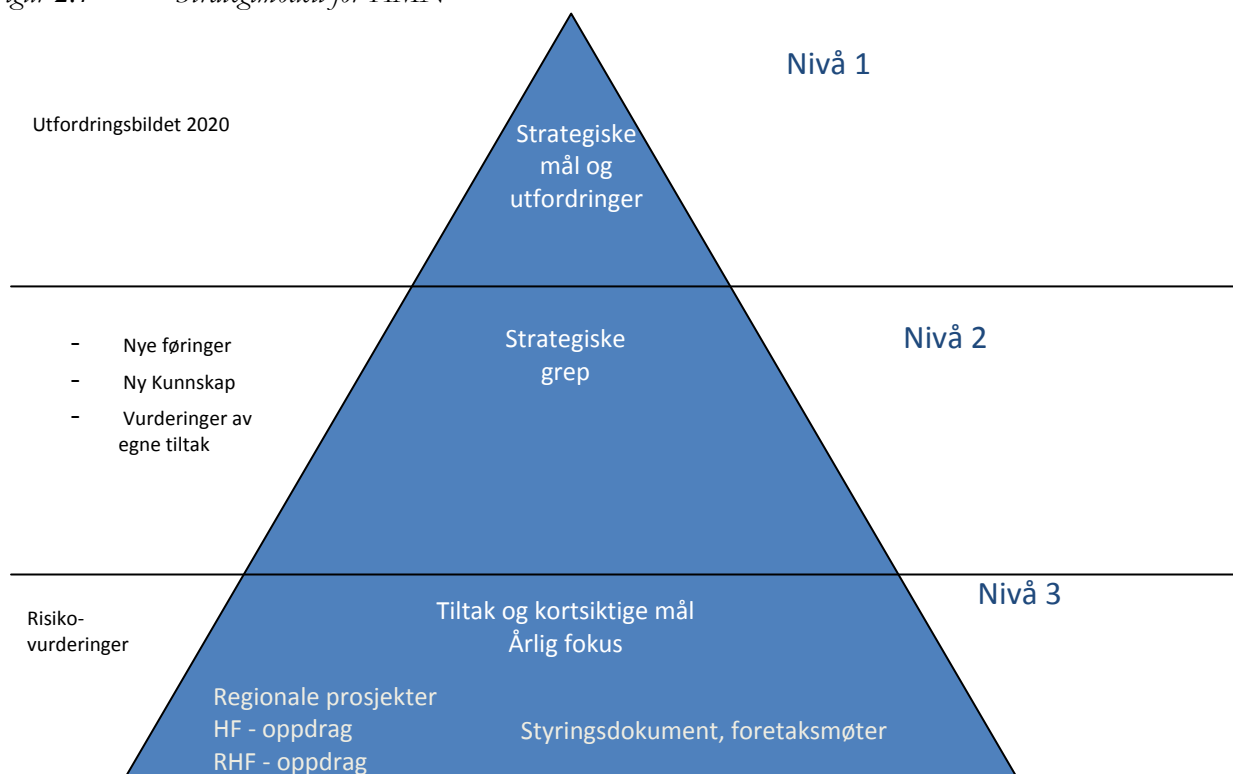 Utfordringsbildet 2020
Nivå 1
Strategiske
mål og
utfordringer
- Nye føringer
- Ny Kunnskap
- Vurderinger av
egne tiltak
Strategiske
grep
Nivå 2
Risiko-
vurderinger
Tiltak og kortsiktige mål
Årlig fokus
Nivå 3
Regionale prosjekter
HF - oppdrag
RHF - oppdrag
Styringsdokument, foretaksmøter